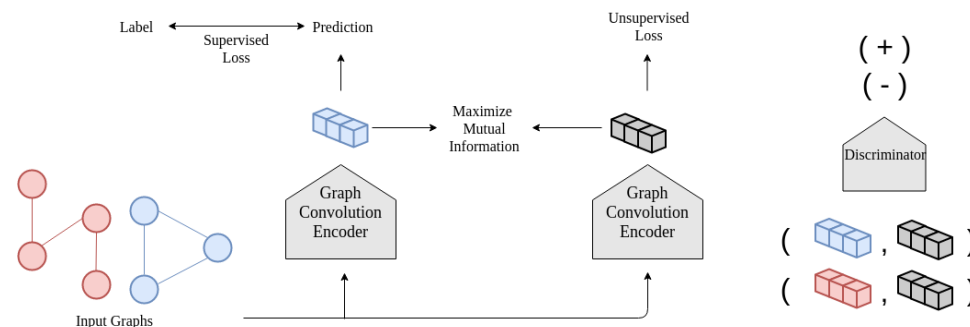 Label
Supervised
Loss
Prediction
Unsupervised
Loss
Maximize
Mutual
Information
Graph
Convolution
Encoder
Graph
Convolution
Encoder
Input Graphs
( + )
( - )
Discriminator
( , )
( , )